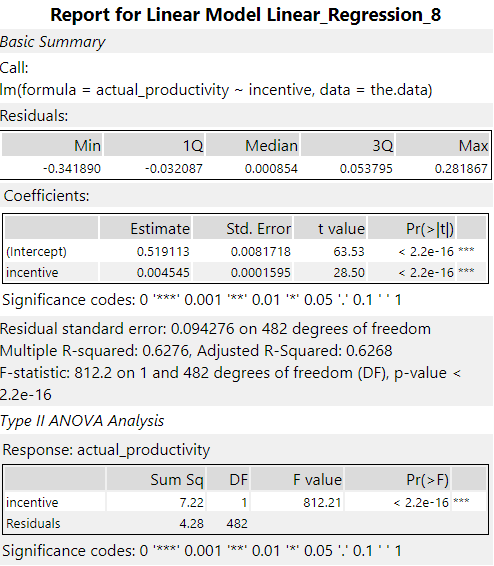 Report for Linear Model Linear_Regression_8
Basic Summary
Call:
lm(formula = actual_productivity ~ incentive, data = the.data)
Residuals:
Min 1Q Median 3Q Max
-0.341890 -0.032087 0.000854 0.053795 0.281867
Coefficients:
Estimate Std. Error t value Pr(>|t|)
(Intercept) 0.519113 0.0081718 63.53 < 2.2e-16 ***
incentive 0.004545 0.0001595 28.50 < 2.2e-16 ***
Significance codes: 0 '***' 0.001 '**' 0.01 '*' 0.05 '.' 0.1 ' ' 1
Residual standard error: 0.094276 on 482 degrees of freedom
Multiple R-squared: 0.6276, Adjusted R-Squared: 0.6268
F-statistic: 812.2 on 1 and 482 degrees of freedom (DF), p-value <
2.2e-16
Type II ANOVA Analysis
Response: actual_productivity
Sum Sq DF F value Pr(>F)
incentive 7.22 1 812.21 < 2.2e-16 ***
Residuals 4.28 482
Significance codes: 0 '***' 0.001 '**' 0.01 '*' 0.05 '.' 0.1 ' ' 1